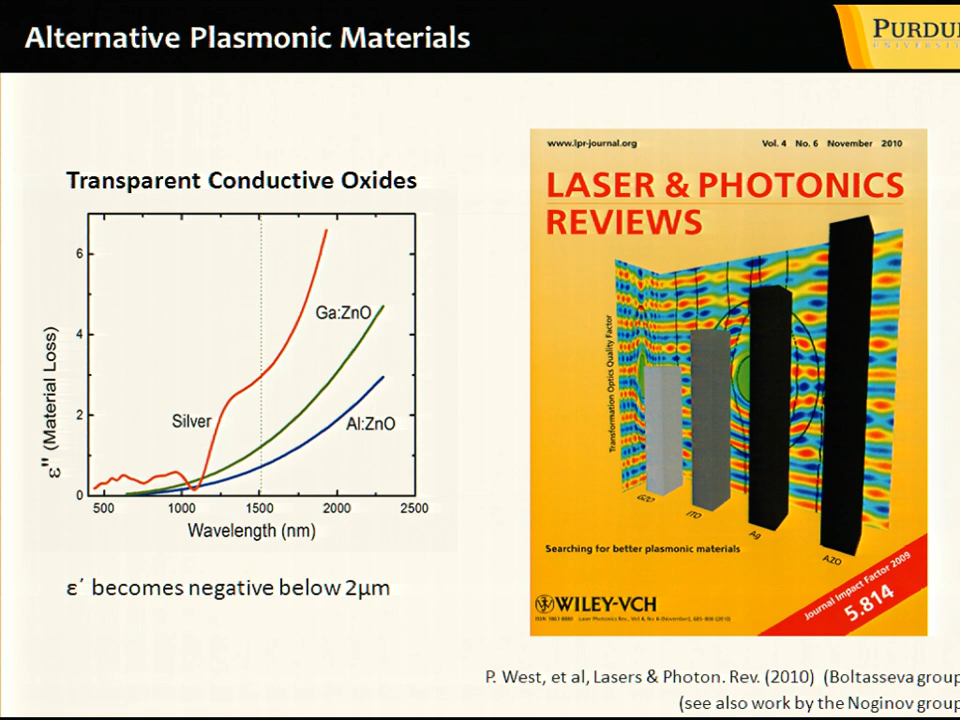 Alternative Plasmonic Materials
PURDU
Transparent Conductive Oxides
ε" (Material Loss)
6
4
2
0
Ga:ZnO
Silver
Al:ZnO
500
1000
1500
2000
2500
Wavelength (nm)
ε´ becomes negative below 2μm
www.lpr-journal.org
Vol. 4 No. 6 November 2010
LASER & PHOTONICS
REVIEWS
Transformation Optics Quality Factor
GZO
ITO
Ag
AZO
Searching for better plasmonic materials
WILEY-VCH
Journal Impact Factor 2009
5.814
P. West, et al, Lasers & Photon. Rev. (2010) (Boltasseva group
(see also work by the Noginov group